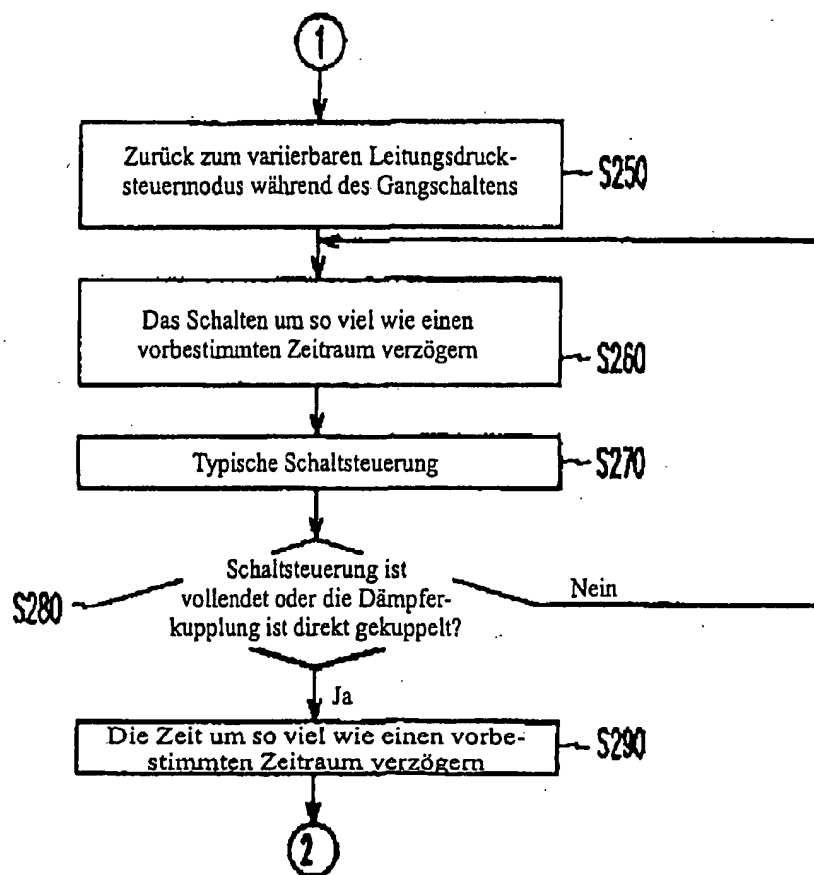 1
Zurück zum variierbaren Leitungsdruck-
steuermodus während des Gangschaltens
S250
Das Schalten um so viel wie einen
vorbestimmten Zeitraum verzögern
S260
Typische Schaltsteuerung
S270
Schaltsteuerung ist
vollendet oder die Dämpfer-
kupplung ist direkt gekuppelt?
S280
Nein
Ja
Die Zeit um so viel wie einen vorbe-
stimmten Zeitraum verzögern
S290
2